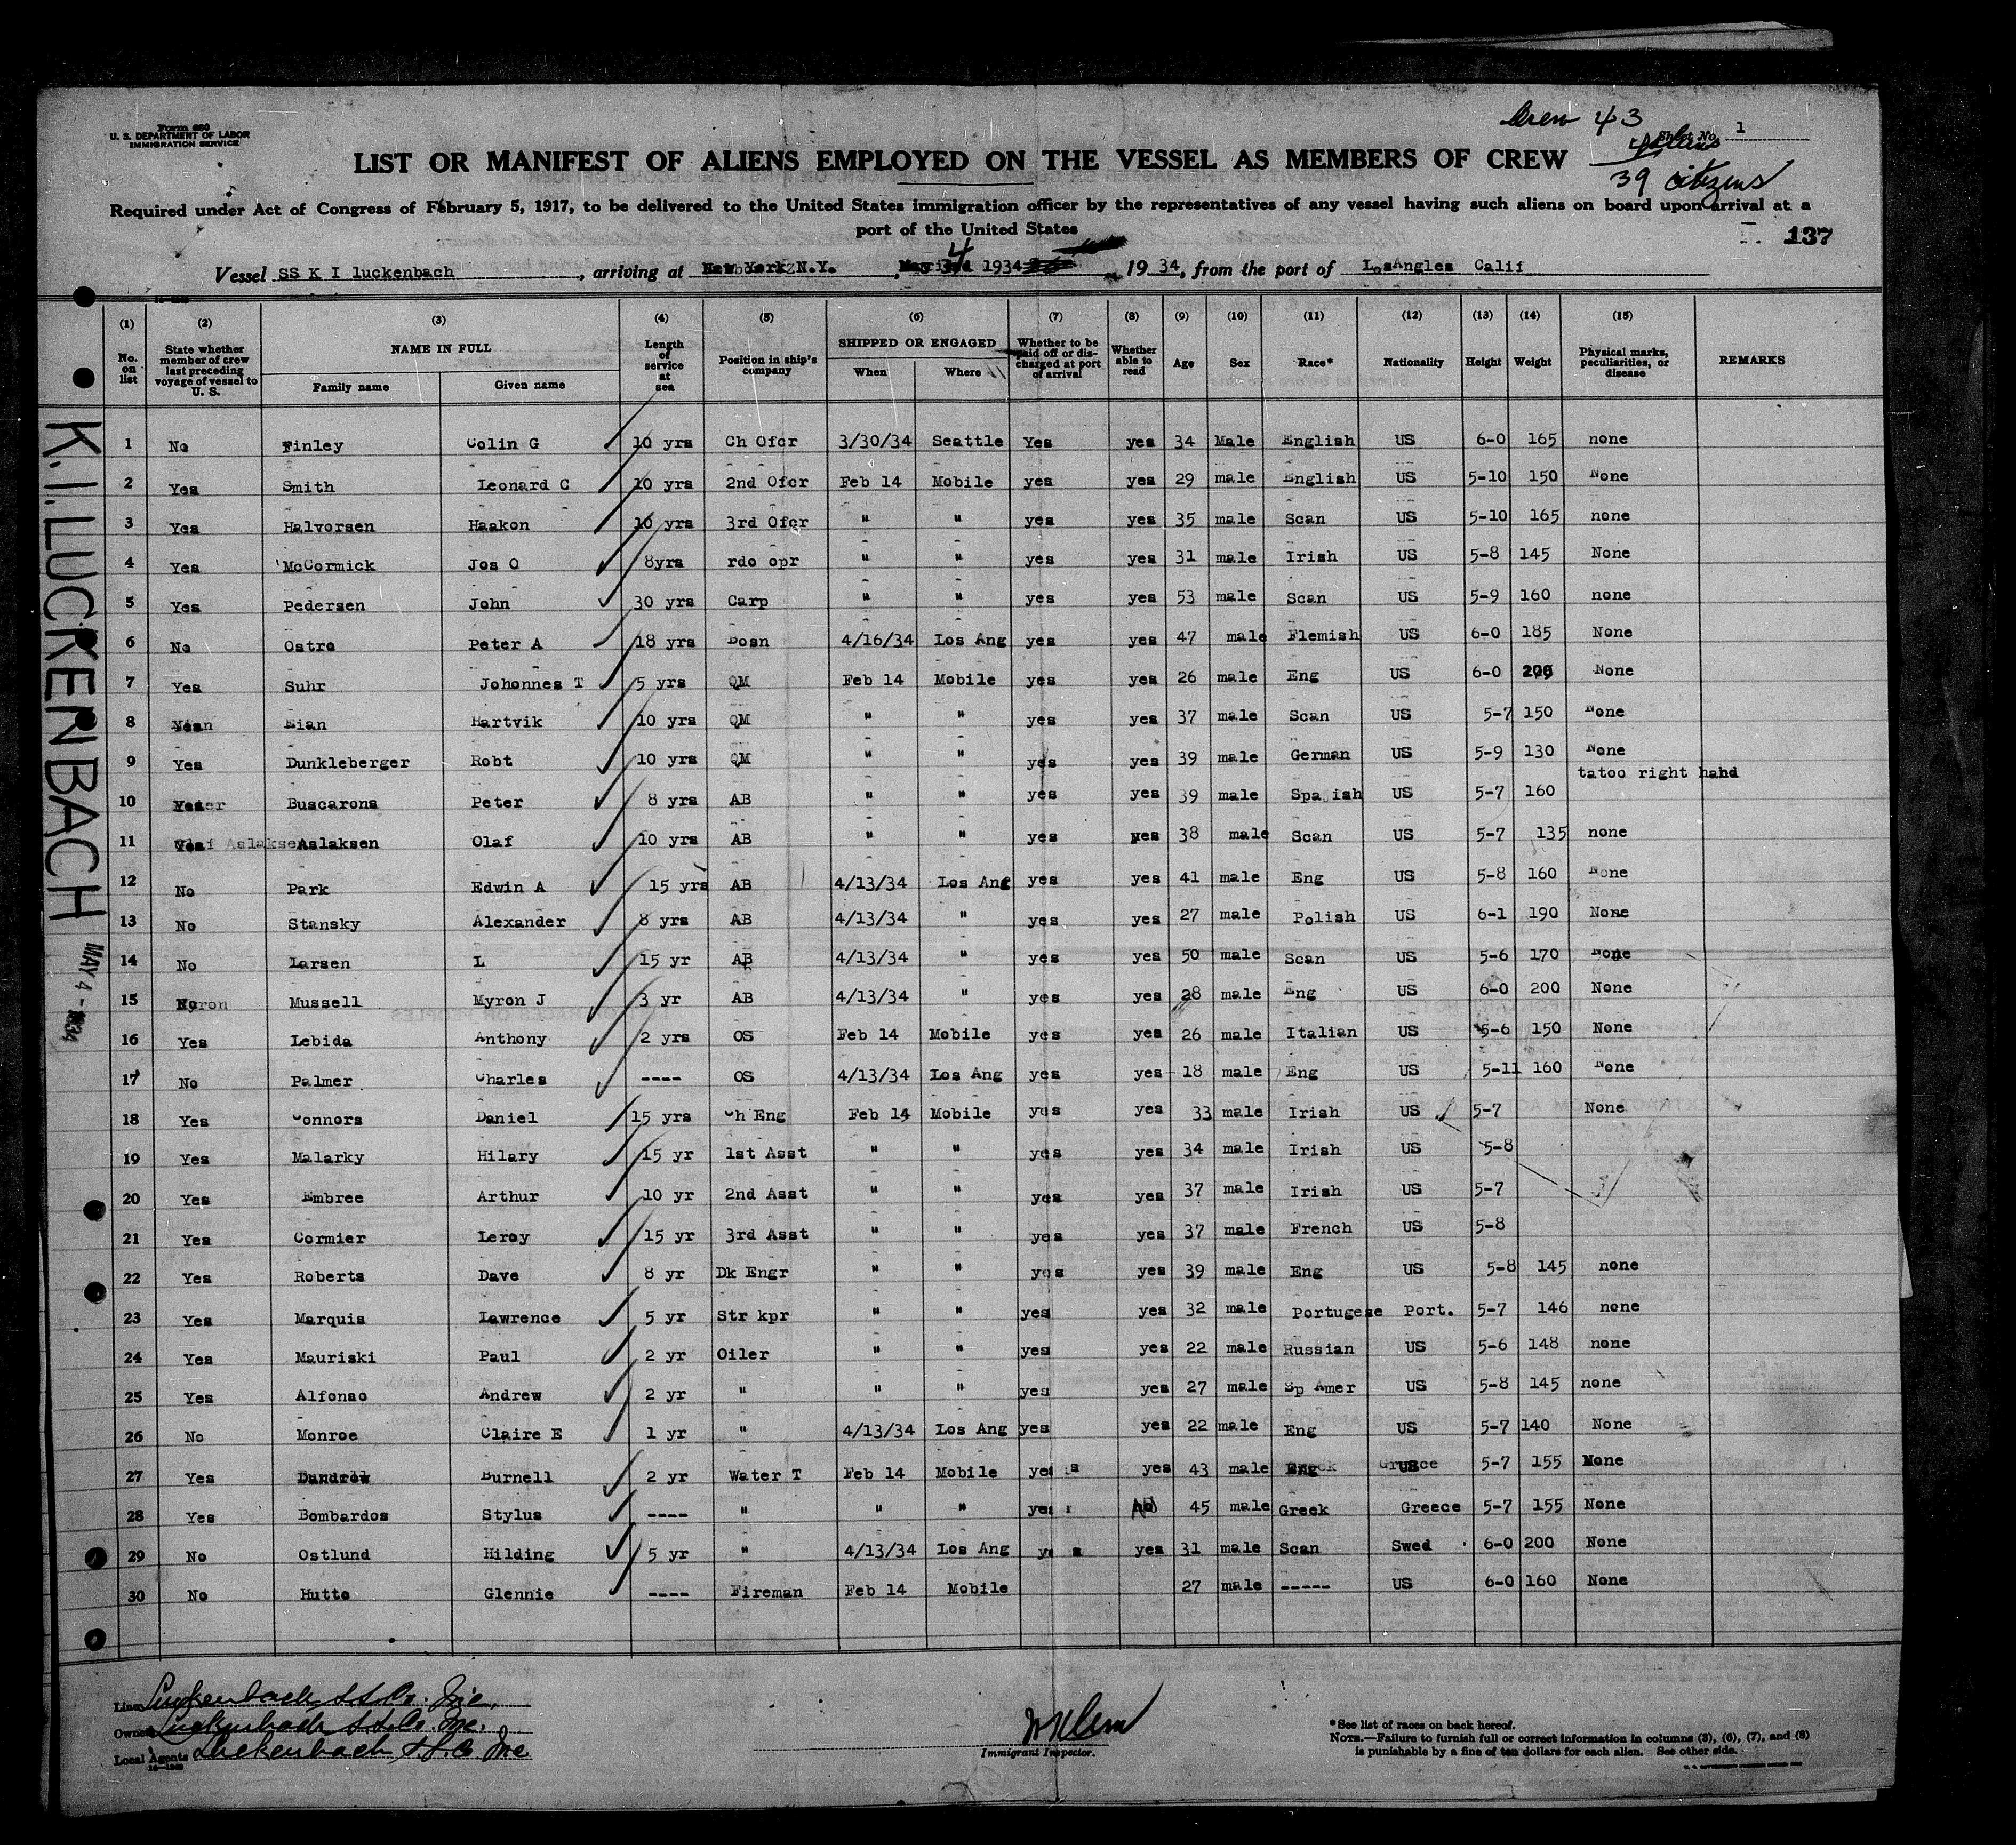 Form 680
U. S. DEPARTMENT OF LABOR
IMMIGRATION SERVICE
Crew 43
Sheet No. 1
4 aliens
39 citizens
LIST OR MANIFEST OF ALIENS EMPLOYED ON THE VESSEL AS MEMBERS OF CREW
Required under Act of Congress of February 5, 1917, to be delivered to the United States immigration officer by the representatives of any vessel having such aliens on board upon arrival at a
port of the United States
137
Vessel SS K I luckenbach, arriving at New York N.Y. May 4 1934, 1934, from the port of LosAngles Calif
(1) (2) (3) (4) (5) (6) (7) (8) (9) (10) (11) (12) (13) (14) (15)
No. on list State whether member of crew last preceding voyage of vessel to U. S. NAME IN FULL Family name Given name Length of service at sea Position in ship's company SHIPPED OR ENGAGED When Where Whether to be paid off or discharged at port of arrival Whether able to read Age Sex Race* Nationality Height Weight Physical marks, peculiarities, or disease REMARKS
1 No Finley Colin G 10 yrs Ch Ofcr 3/30/34 Seattle Yes yes 34 Male English US 6-0 165 none
2 Yes Smith Leonard C 10 yrs 2nd Ofcr Feb 14 Mobile yes yes 29 male English US 5-10 150 None
3 Yes Halvorsen Haakon 10 yrs 3rd Ofcr " " yes yes 35 male Scan US 5-10 165 none
4 Yes McCormick Jos O 8yrs rdo opr " " yes yes 31 male Irish US 5-8 145 None
5 Yes Pedersen John 30 yrs Carp " " yes yes 53 male Scan US 5-9 160 none
6 No Ostro Peter A 18 yrs Bosn 4/16/34 Los Ang yes yes 47 male Flemish US 6-0 185 None
7 Yes Suhr Johonnes T 5 yrs QM Feb 14 Mobile yes yes 26 male Eng US 6-0 None
8 Eian Hartvik 10 yrs QM " " yes yes 37 male Scan US 5-7 150 None
9 Yes Dunkleberger Robt 10 yrs QM " " yes yes 39 male German US 5-9 130 None
tatoo right hand
10 Buscarons Peter 8 yrs AB " " yes yes 39 male Spanish US 5-7 160
11 Aslaksen Olaf 10 yrs AB " " yes yes 38 male Scan US 5-7 135 none
12 No Park Edwin A 15 yrs AB 4/13/34 Los Ang yes yes 41 male Eng US 5-8 160 None
13 No Stansky Alexander 8 yrs AB 4/13/34 " yes yes 27 male Polish US 6-1 190 None
14 No Larsen L 15 yr AB 4/13/34 " yes yes 50 male Scan US 5-6 170 None
15 No Mussell Myron J 3 yr AB 4/13/34 " yes yes 28 male Eng US 6-0 200 None
16 Yes Lebida Anthony 2 yrs OS Feb 14 Mobile yes yes 26 male Italian US 5-6 150 None
17 No Palmer Charles ---- OS 4/13/34 Los Ang yes yes 18 male Eng US 5-11 160 None
18 Yes Connors Daniel 15 yrs Ch Eng Feb 14 Mobile yes yes 33 male Irish US 5-7 None
19 Yes Malarky Hilary 15 yr 1st Asst " " yes yes 34 male Irish US 5-8
20 Yes Embree Arthur 10 yr 2nd Asst " " yes yes 37 male Irish US 5-7
21 Yes Cormier Leroy 15 yr 3rd Asst " " yes yes 37 male French US 5-8
22 Yes Roberts Dave 8 yr Dk Engr " " yes yes 39 male Eng US 5-8 145 none
23 Yes Marquis Lawrence 5 yr Str kpr " " yes yes 32 male Portugese Port. 5-7 146 none
24 Yes Mauriski Paul 2 yr Oiler " " yes yes 22 male Russian US 5-6 148 none
25 Yes Alfonso Andrew 2 yr " " " yes yes 27 male Sp Amer US 5-8 145 none
26 No Monroe Claire E 1 yr " 4/13/34 Los Ang yes yes 22 male Eng US 5-7 140 None
27 Yes Burnell 2 yr Water T Feb 14 Mobile yes yes 43 male Eng US 5-7 155 None
28 Yes Bombardos Stylus ---- " " " yes no 45 male Greek Greece 5-7 155 None
29 No Ostlund Hilding 5 yr " 4/13/34 Los Ang yes yes 31 male Scan Swed 6-0 200 None
30 No Hutto Glennie ---- Fireman Feb 14 Mobile 27 male ----- US 6-0 160 None
K.I. LUCKENBACH
MAY 4 - 1934
Line Luckenbach S.S. Co. Inc.
Owners Luckenbach S.S. Co. Inc.
Local Agents Luckenbach S.S. Co Inc
Immigrant Inspector.
*See list of races on back hereof.
NOTE.—Failure to furnish full or correct information in columns (3), (6), (7), and (8)
is punishable by a fine of ten dollars for each alien. See other side.